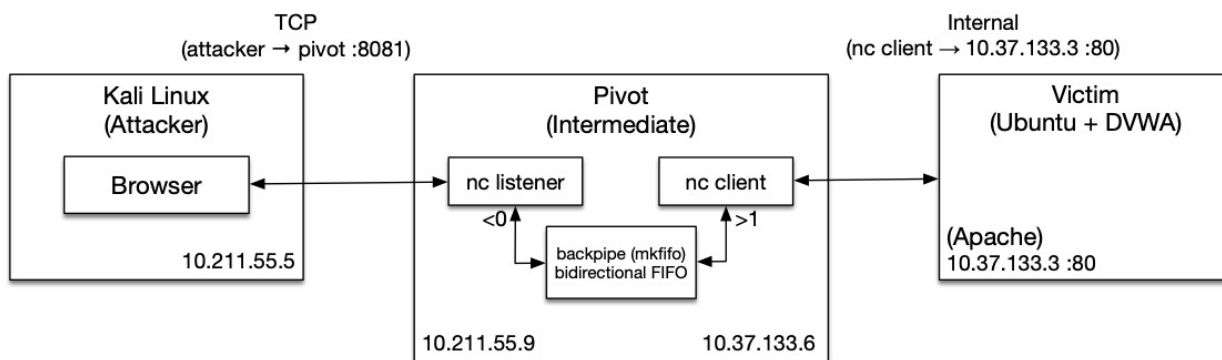 TCP
(attacker → pivot :8081)
Internal
(nc client → 10.37.133.3 :80)
Kali Linux
(Attacker)
Browser
10.211.55.5
Pivot
(Intermediate)
nc listener
nc client
<0
>1
backpipe (mkfifo)
bidirectional FIFO
10.211.55.9
10.37.133.6
Victim
(Ubuntu + DVWA)
(Apache)
10.37.133.3 :80